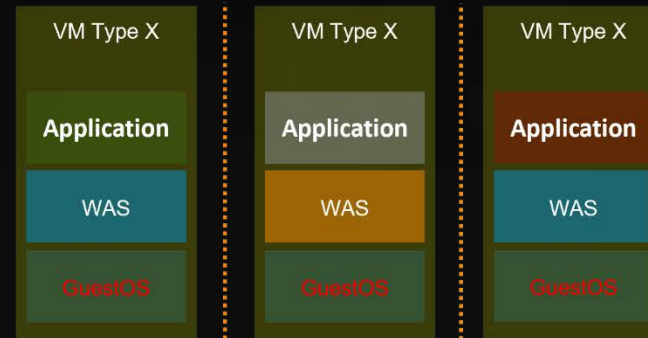 VM Type X
Application
WAS
GuestOS
VM Type X
Application
WAS
GuestOS
VM Type X
Application
WAS
GuestOS